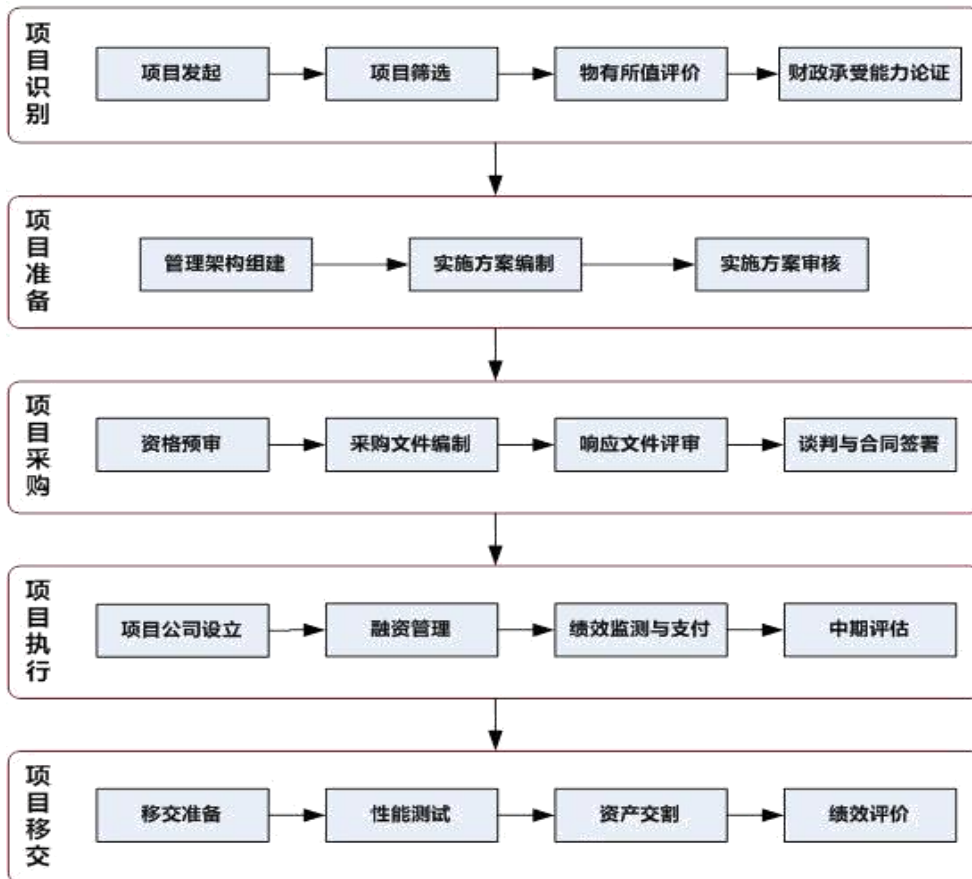 项目识别
项目发起
项目筛选
物有所值评价
财政承受能力论证
项目准备
管理架构组建
实施方案编制
实施方案审核
项目采购
资格预审
采购文件编制
响应文件评审
谈判与合同签署
项目执行
项目公司设立
融资管理
绩效监测与支付
中期评估
项目移交
移交准备
性能测试
资产交割
绩效评价